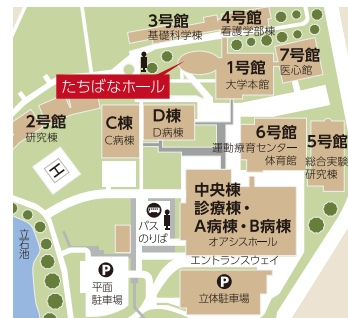 3号館
基礎科学棟
4号館
看護学部棟
7号館
医心館
1号館
大学本館
たちばなホール
2号館
研究棟
C棟
C病棟
D棟
D病棟
6号館
運動療育センター
体育館
5号館
総合実験
研究棟
H
中央棟
診療棟・
A病棟・B病棟
オアシスホール
バス
のりば
エントランスウェイ
立石池
P
平面
駐車場
P
立体駐車場